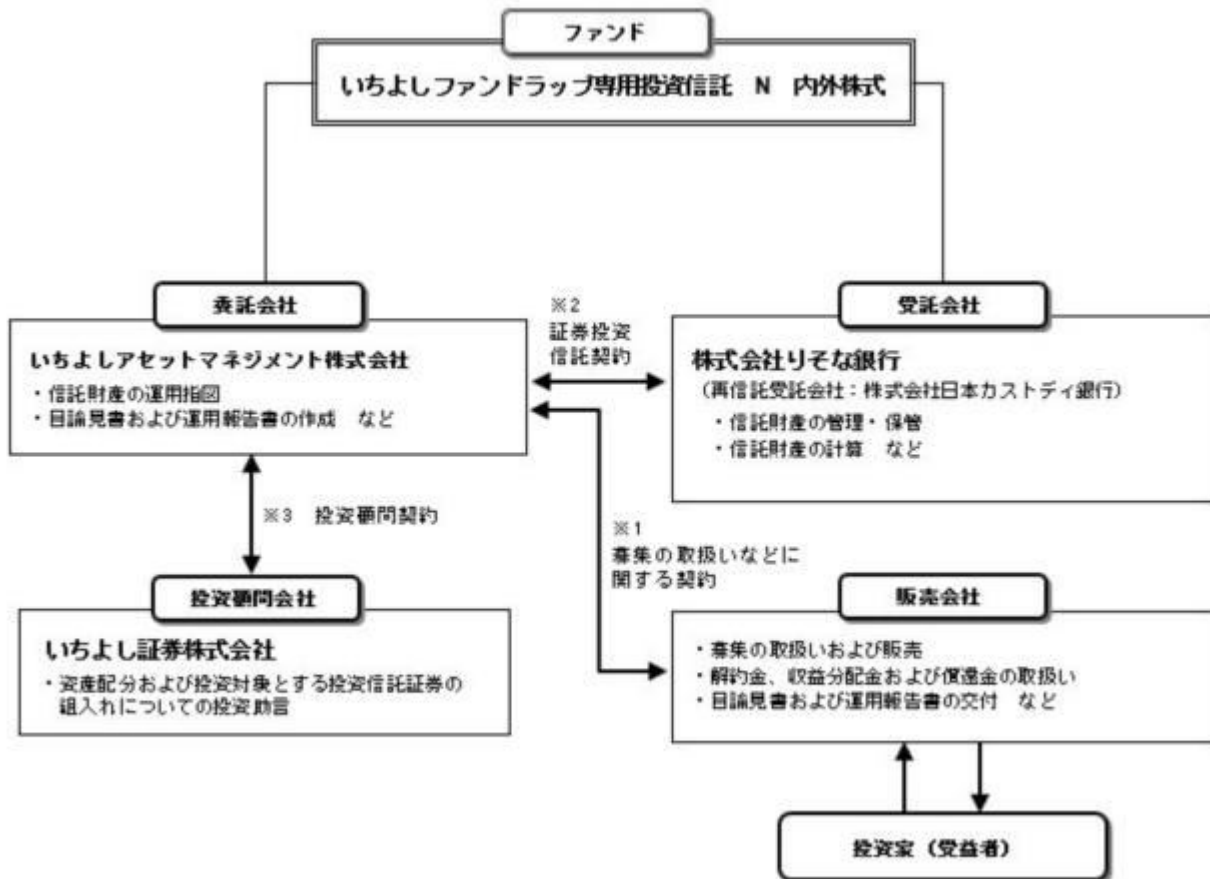 ファンド
いちよしファンドラップ専用投資信託　N　内外株式
委託会社
いちよしアセットマネジメント株式会社
・信託財産の運用指図
・目論見書および運用報告書の作成　など
※2
証券投資
信託契約
受託会社
株式会社りそな銀行
（再信託受託会社：株式会社日本カストディ銀行）
・信託財産の管理・保管
・信託財産の計算　など
※3　投資顧問契約
※1
募集の取扱いなどに
関する契約
投資顧問会社
いちよし証券株式会社
・資産配分および投資対象とする投資信託証券の
組入れについての投資助言
販売会社
・募集の取扱いおよび販売
・解約金、収益分配金および償還金の取扱い
・目論見書および運用報告書の交付　など
投資家（受益者）